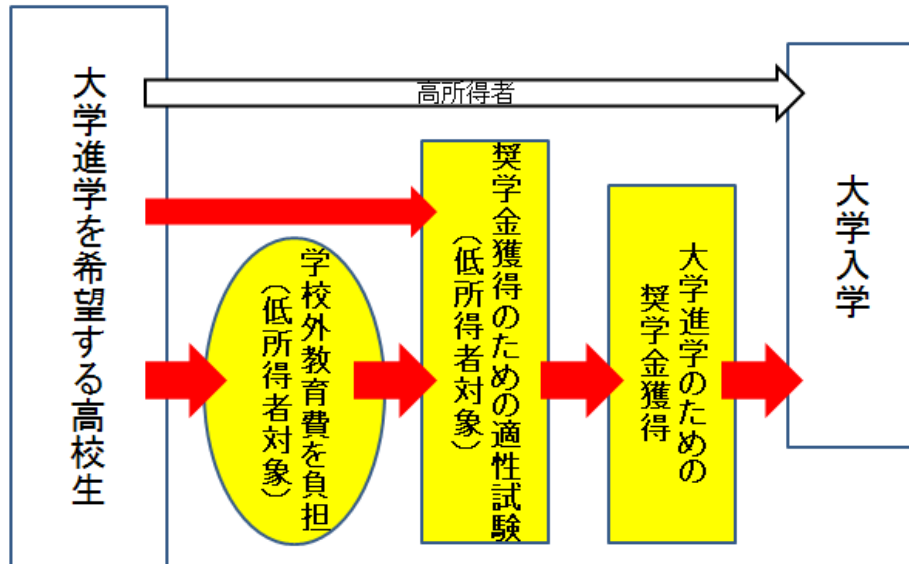 大学進学を希望する高校生
高所得者
学校外教育費を負担
（低所得者対象）
奨学金獲得のための適性試験
（低所得者対象）
大学進学のための
奨学金獲得
大学入学